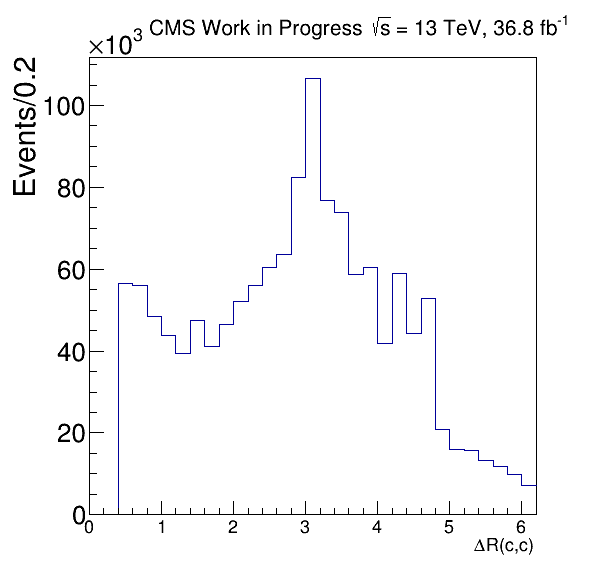 ×10³ CMS Work in Progress √s = 13 TeV, 36.8 fb⁻¹
Events/0.2
100
80
60
40
20
0
0 1 2 3 4 5 6
ΔR(c,c)